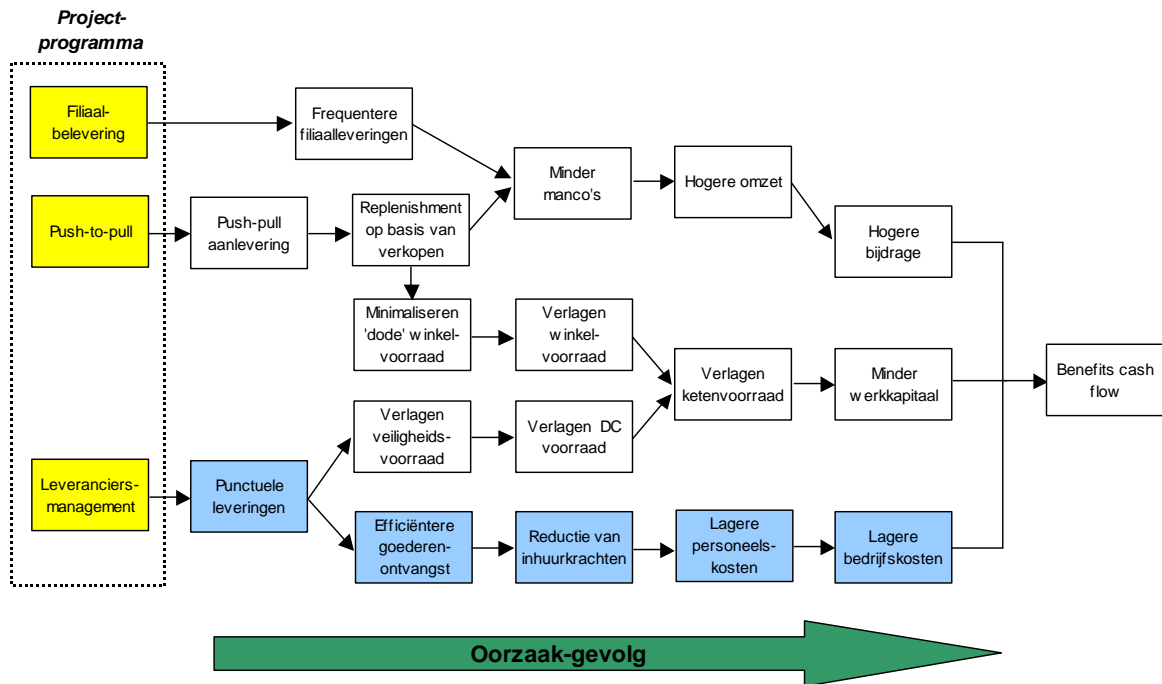 Project-
programma
Filiaal-
belevering
Frequentere
filiaalleveringen
Minder
manco's
Hogere omzet
Push-to-pull
Push-pull
aanlevering
Replenishment
op basis van
verkopen
Hogere
bijdrage
Minimaliseren
'dode' winkel-
voorraad
Verlagen
winkel-
voorraad
Verlagen
ketenvoorraad
Minder
werkkapitaal
Benefits cash
flow
Verlagen
veiligheids-
voorraad
Verlagen DC
voorraad
Leveranciers-
management
Punctuele
leveringen
Efficiëntere
goederen-
ontvangst
Reductie van
inhuurkrachten
Lagere
personeels-
kosten
Lagere
bedrijfskosten
Oorzaak-gevolg